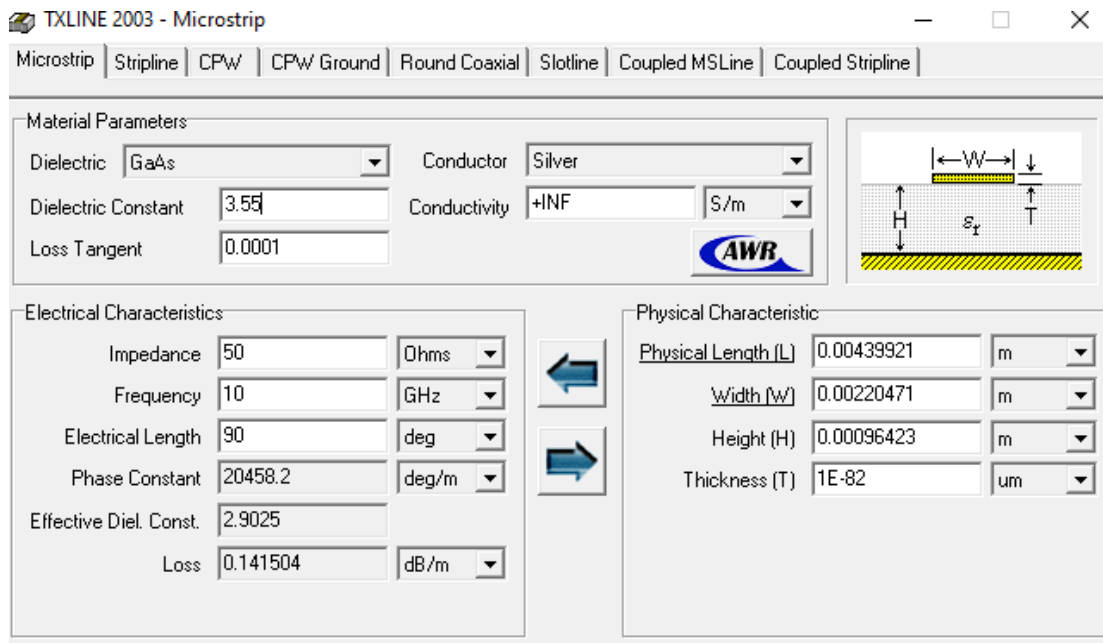 TXLINE 2003 - Microstrip
Microstrip Stripline CPW CPW Ground Round Coaxial Slotline Coupled MSLine Coupled Stripline
Material Parameters
Dielectric GaAs Conductor Silver
Dielectric Constant 3.55 Conductivity +INF S/m
Loss Tangent 0.0001
AWR
W
H
εr
T
Electrical Characteristics
Impedance 50 Ohms
Frequency 10 GHz
Electrical Length 90 deg
Phase Constant 20458.2 deg/m
Effective Diel. Const. 2.9025
Loss 0.141504 dB/m
Physical Characteristic
Physical Length (L) 0.00439921 m
Width (W) 0.00220471 m
Height (H) 0.00096423 m
Thickness (T) 1E-82 um